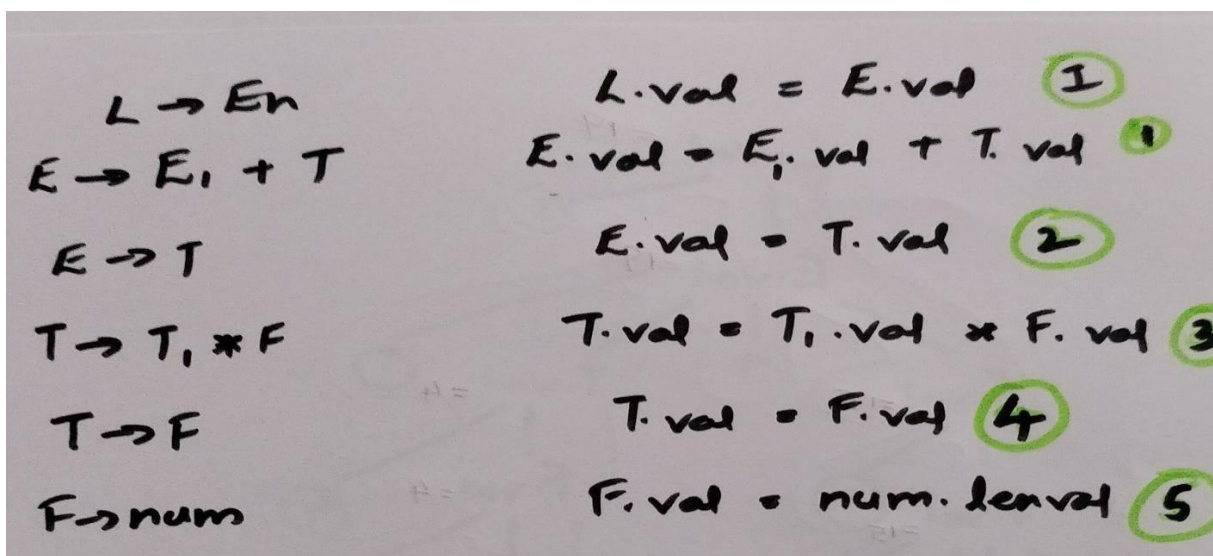 L → En L.val = E.val I
E → E₁ + T E.val = E₁.val + T.val 1
E → T E.val = T.val 2
T → T₁ * F T.val = T₁.val * F.val 3
T → F T.val = F.val 4
F → num F.val = num.lexval 5